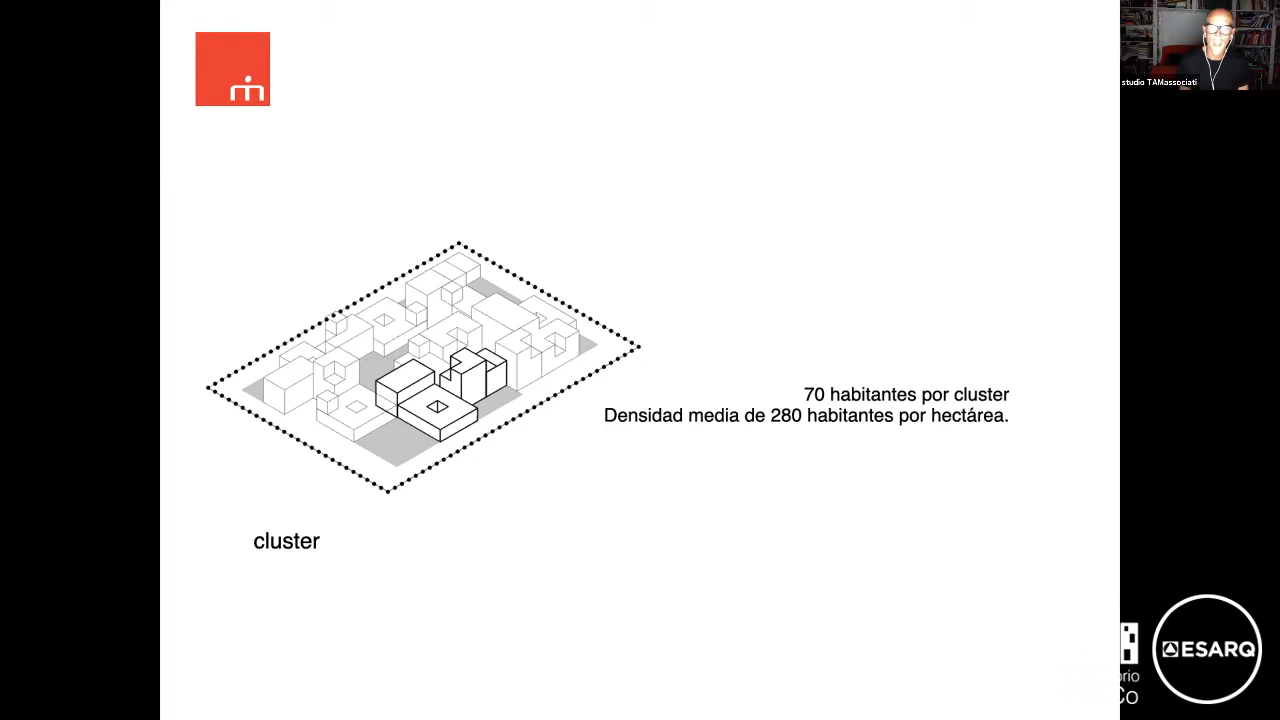 studio TAMassociati
70 habitantes por cluster
Densidad media de 280 habitantes por hectárea.
cluster
ESARQ